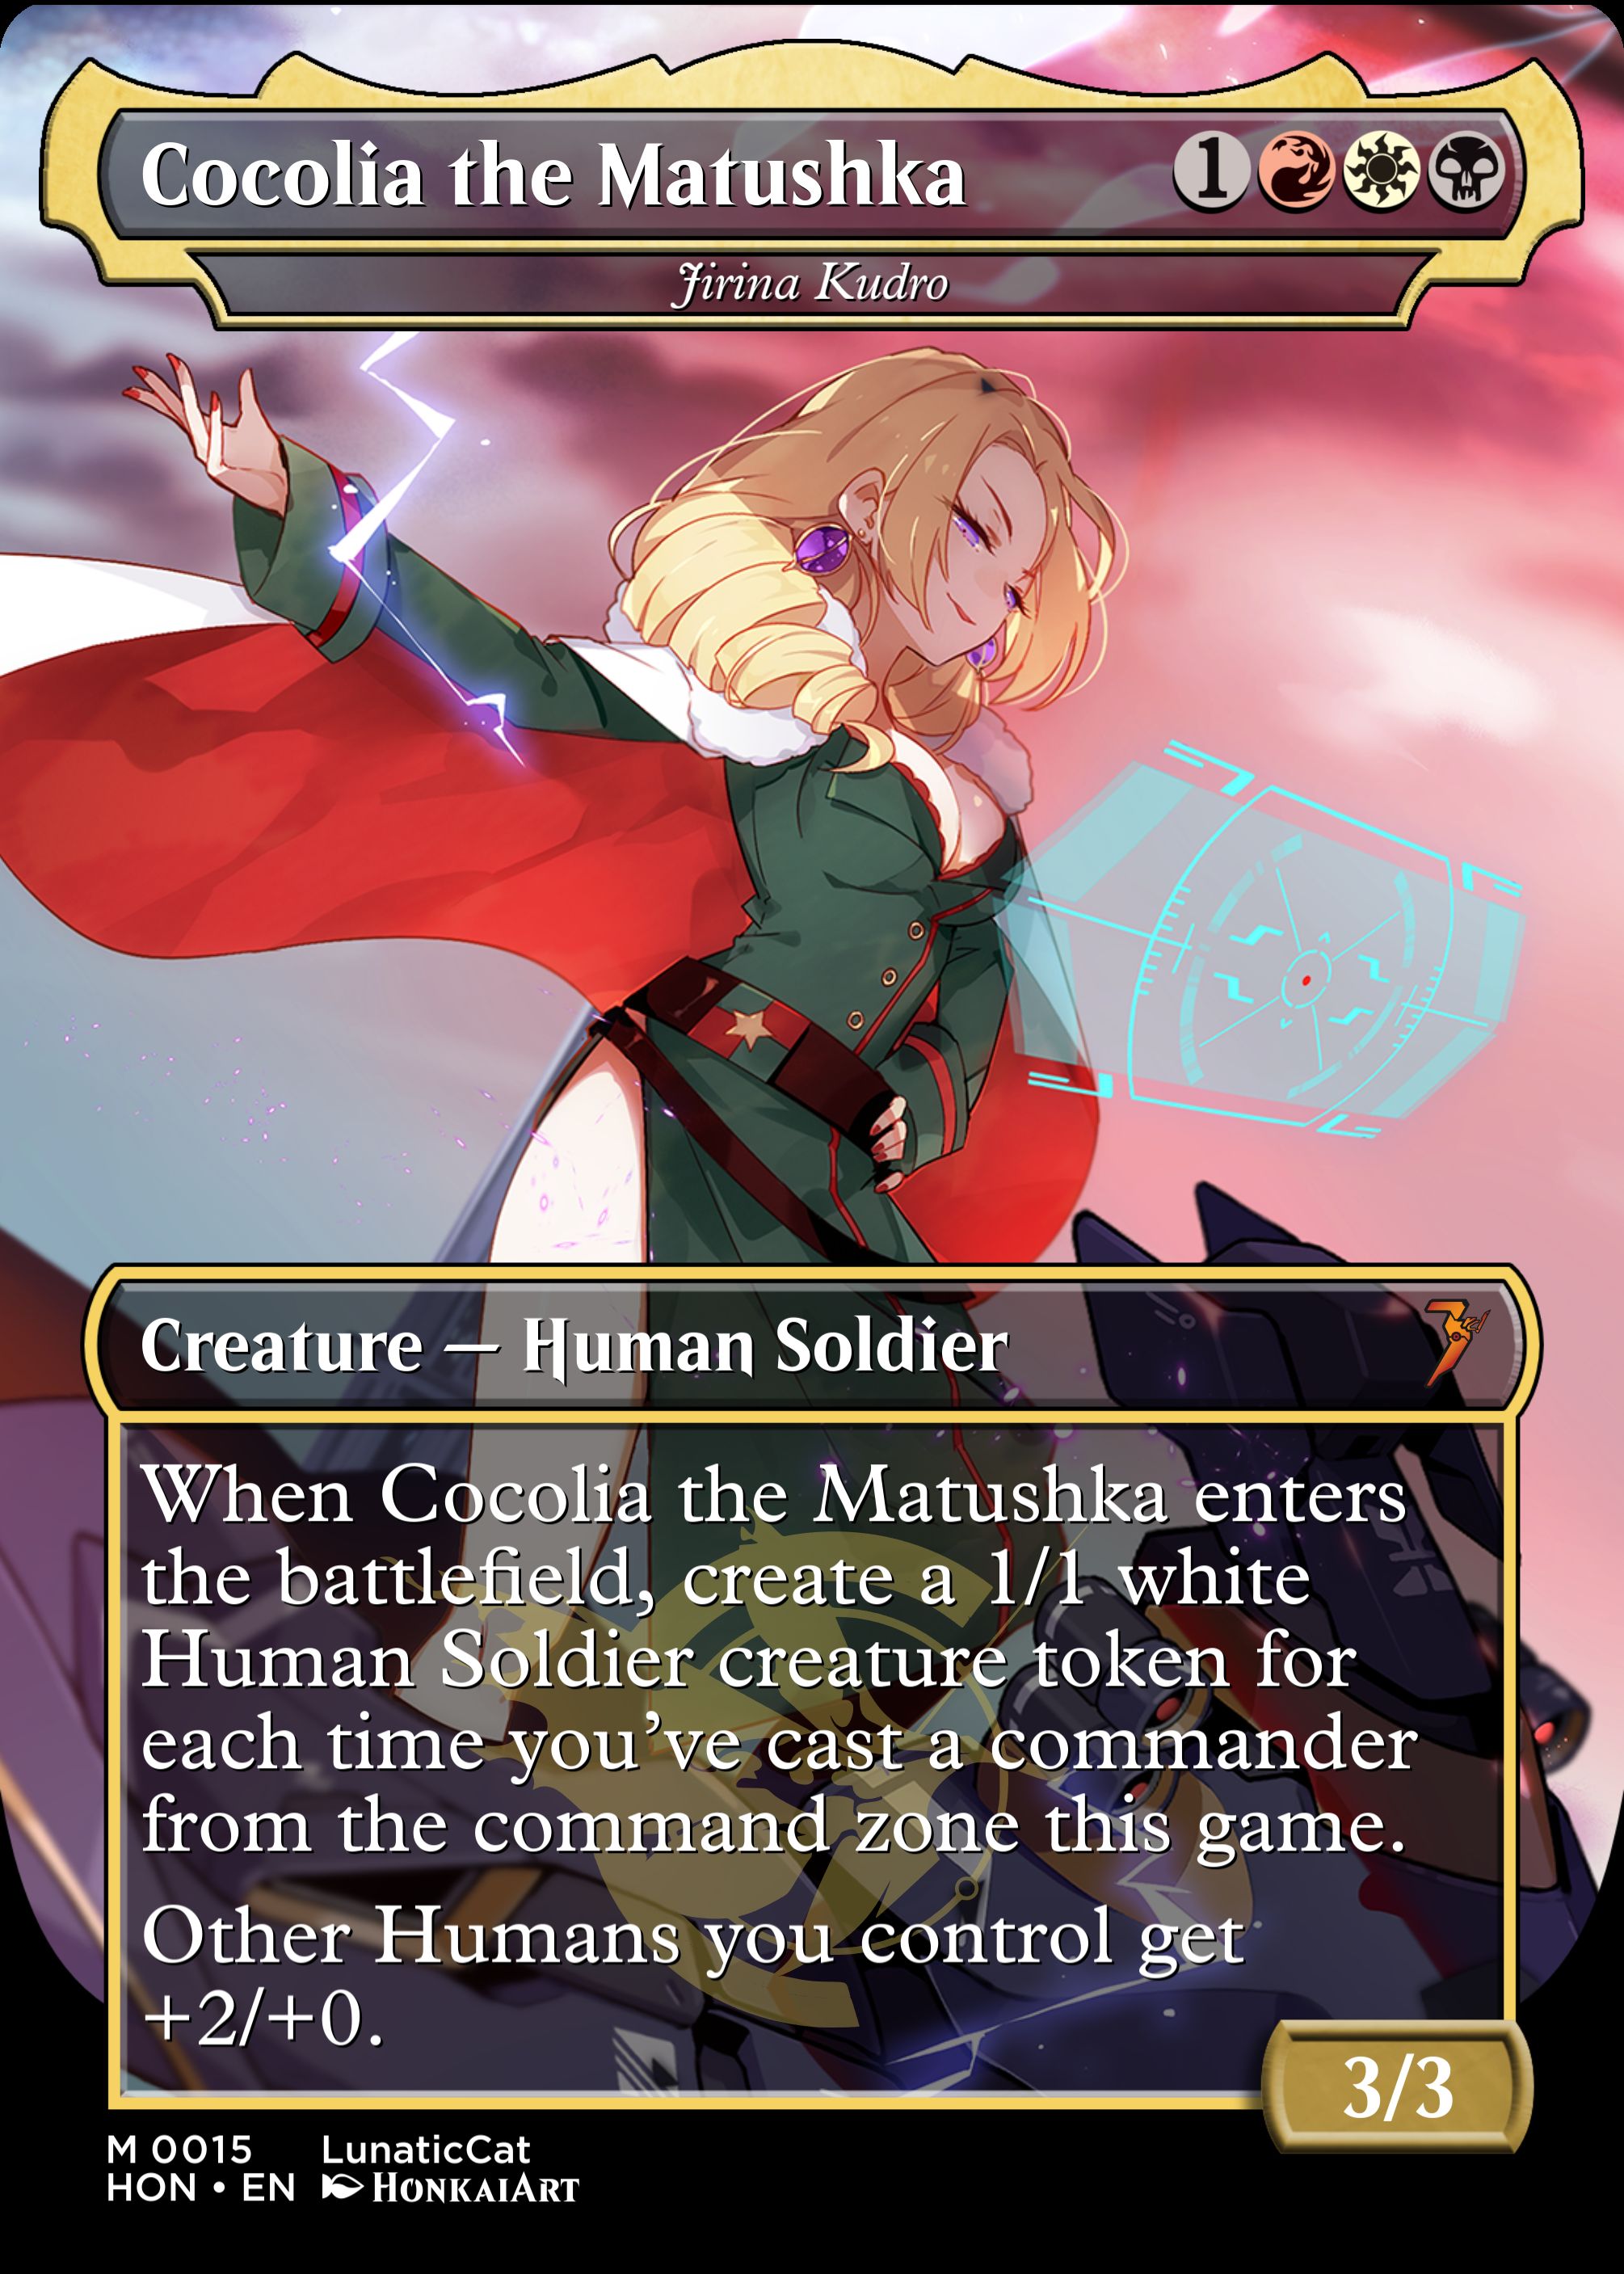 Cocolia the Matushka 1
Jirina Kudro
Creature — Human Soldier
3rd
When Cocolia the Matushka enters
the battlefield, create a 1/1 white
Human Soldier creature token for
each time you've cast a commander
from the command zone this game.
Other Humans you control get
+2/+0.
3/3
M 0015 LunaticCat
HON • EN HONKAIART